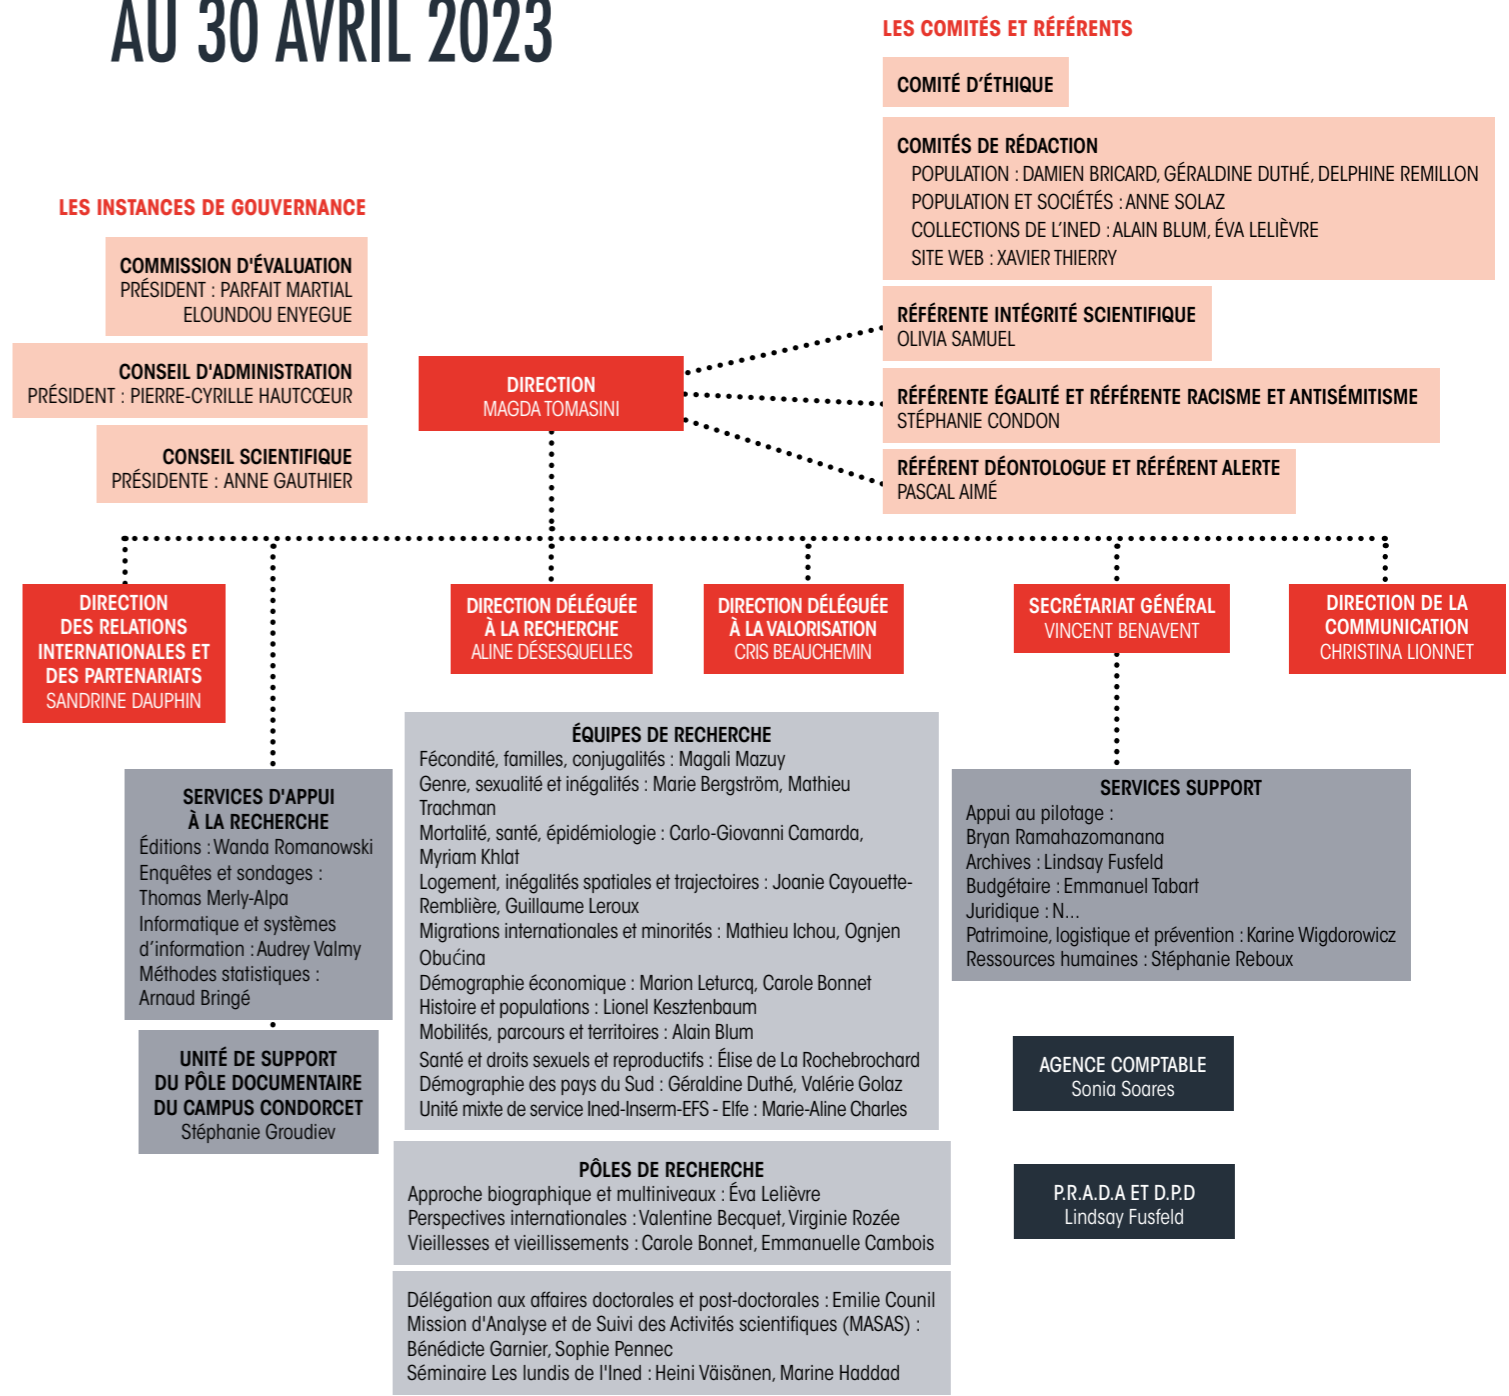 AU 30 AVRIL 2023
LES COMITÉS ET RÉFÉRENTS
COMITÉ D'ÉTHIQUE
COMITÉS DE RÉDACTION
POPULATION : DAMIEN BRICARD, GÉRALDINE DUTHÉ, DELPHINE REMILLON
POPULATION ET SOCIÉTÉS : ANNE SOLAZ
COLLECTIONS DE L'INED : ALAIN BLUM, ÉVA LELIÈVRE
SITE WEB : XAVIER THIERRY
RÉFÉRENTE INTÉGRITÉ SCIENTIFIQUE
OLIVIA SAMUEL
RÉFÉRENTE ÉGALITÉ ET RÉFÉRENTE RACISME ET ANTISÉMITISME
STÉPHANIE CONDON
RÉFÉRENT DÉONTOLOGUE ET RÉFÉRENT ALERTE
PASCAL AIMÉ
LES INSTANCES DE GOUVERNANCE
COMMISSION D'ÉVALUATION
PRÉSIDENT : PARFAIT MARTIAL
ELOUNDOU ENYEGUE
CONSEIL D'ADMINISTRATION
PRÉSIDENT : PIERRE-CYRILLE HAUTCŒUR
CONSEIL SCIENTIFIQUE
PRÉSIDENTE : ANNE GAUTHIER
DIRECTION
MAGDA TOMASINI
DIRECTION
DES RELATIONS
INTERNATIONALES ET
DES PARTENARIATS
SANDRINE DAUPHIN
DIRECTION DÉLÉGUÉE
À LA RECHERCHE
ALINE DÉSESQUELLES
DIRECTION DÉLÉGUÉE
À LA VALORISATION
CRIS BEAUCHEMIN
SECRÉTARIAT GÉNÉRAL
VINCENT BENAVENT
DIRECTION DE LA
COMMUNICATION
CHRISTINA LIONNET
SERVICES D'APPUI
À LA RECHERCHE
Éditions : Wanda Romanowski
Enquêtes et sondages :
Thomas Merly-Alpa
Informatique et systèmes
d'information : Audrey Valmy
Méthodes statistiques :
Arnaud Bringé
UNITÉ DE SUPPORT
DU PÔLE DOCUMENTAIRE
DU CAMPUS CONDORCET
Stéphanie Groudiev
ÉQUIPES DE RECHERCHE
Fécondité, familles, conjugalités : Magali Mazuy
Genre, sexualité et inégalités : Marie Bergström, Mathieu
Trachman
Mortalité, santé, épidémiologie : Carlo-Giovanni Camarda,
Myriam Khlat
Logement, inégalités spatiales et trajectoires : Joanie Cayouette-
Remblière, Guillaume Leroux
Migrations internationales et minorités : Mathieu Ichou, Ognjen
Obućina
Démographie économique : Marion Leturcq, Carole Bonnet
Histoire et populations : Lionel Kesztenbaum
Mobilités, parcours et territoires : Alain Blum
Santé et droits sexuels et reproductifs : Élise de La Rochebrochard
Démographie des pays du Sud : Géraldine Duthé, Valérie Golaz
Unité mixte de service Ined-Inserm-EFS - Elfe : Marie-Aline Charles
PÔLES DE RECHERCHE
Approche biographique et multiniveaux : Éva Lelièvre
Perspectives internationales : Valentine Becquet, Virginie Rozée
Vieillesses et vieillissements : Carole Bonnet, Emmanuelle Cambois
Délégation aux affaires doctorales et post-doctorales : Emilie Counil
Mission d'Analyse et de Suivi des Activités scientifiques (MASAS) :
Bénédicte Garnier, Sophie Pennec
Séminaire Les lundis de l'Ined : Heini Väisänen, Marine Haddad
SERVICES SUPPORT
Appui au pilotage :
Bryan Ramahazomanana
Archives : Lindsay Fusfeld
Budgétaire : Emmanuel Tabart
Juridique : N...
Patrimoine, logistique et prévention : Karine Wigdorowicz
Ressources humaines : Stéphanie Reboux
AGENCE COMPTABLE
Sonia Soares
P.R.A.D.A ET D.P.D
Lindsay Fusfeld